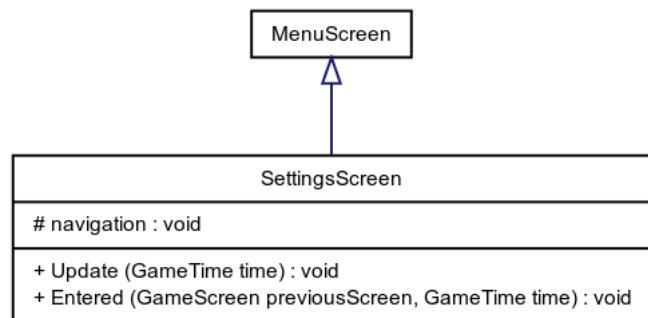 MenuScreen
SettingsScreen
# navigation : void
+ Update (GameTime time) : void
+ Entered (GameScreen previousScreen, GameTime time) : void